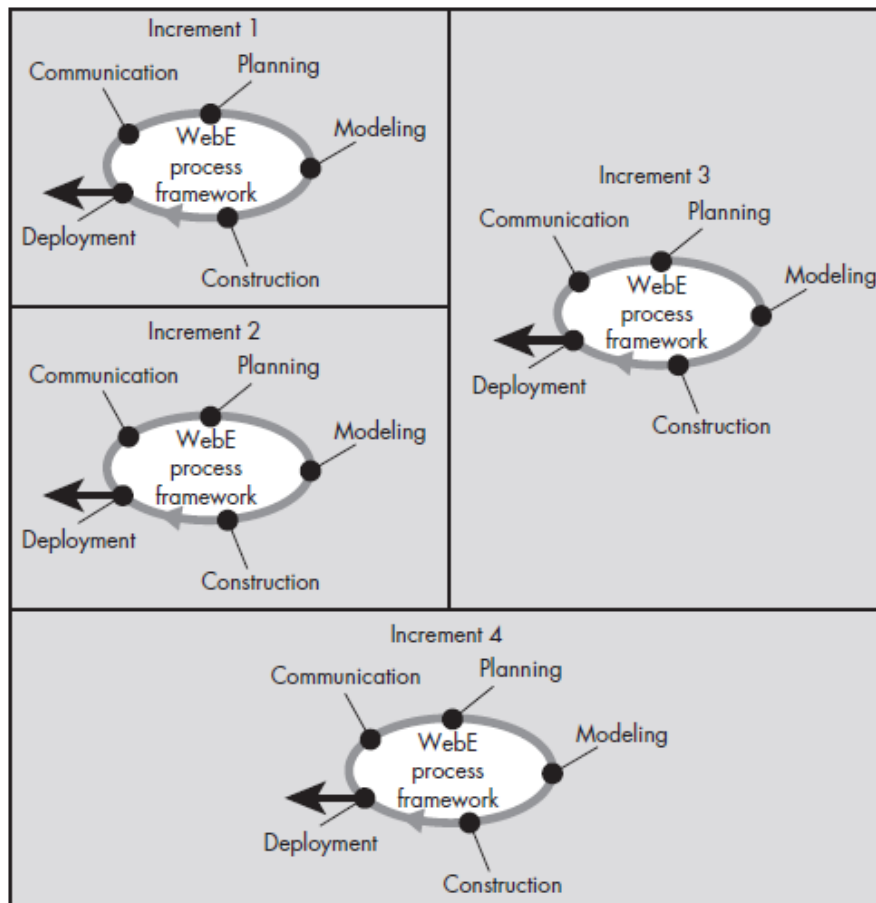 Increment 1
Communication
Planning
Modeling
WebE
process
framework
Deployment
Construction
Increment 2
Communication
Planning
Modeling
WebE
process
framework
Deployment
Construction
Increment 3
Communication
Planning
Modeling
WebE
process
framework
Deployment
Construction
Increment 4
Communication
Planning
Modeling
WebE
process
framework
Deployment
Construction